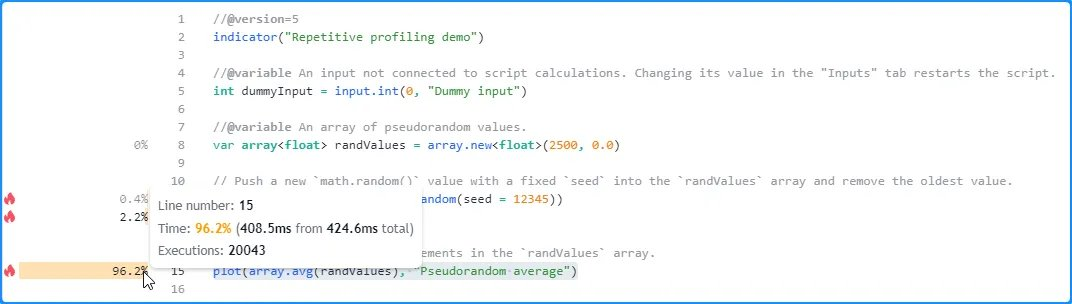 1 //@version=5
2 indicator("Repetitive profiling demo")
3
4 //@variable An input not connected to script calculations. Changing its value in the "Inputs" tab restarts the script.
5 int dummyInput = input.int(0, "Dummy input")
6
7 //@variable An array of pseudorandom values.
0% 8 var array<float> randValues = array.new<float>(2500, 0.0)
10 // Push a new `math.random()` value with a fixed `seed` into the `randValues` array and remove the oldest value.
0.4% andom(seed = 12345))
2.2%
Line number: 15
Time: 96.2% (408.5ms from 424.6ms total)
Executions: 20043
ements in the `randValues` array.
96.2% 15 plot(array.avg(randValues), "Pseudorandom average")
16